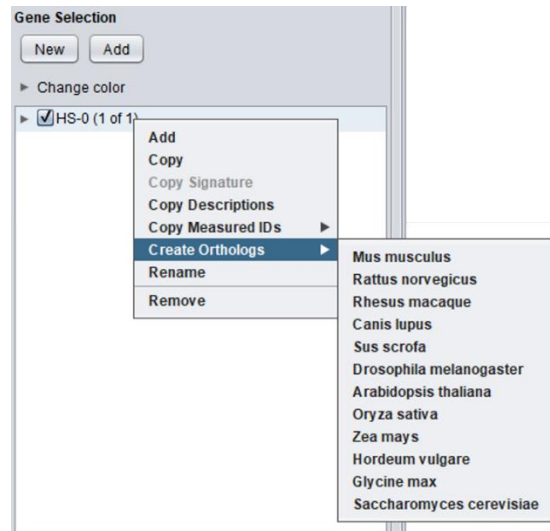 Gene Selection
New Add
Change color
HS-0 (1 of 1)
Add
Copy
Copy Signature
Copy Descriptions
Copy Measured IDs
Create Orthologs
Rename
Remove
Mus musculus
Rattus norvegicus
Rhesus macaque
Canis lupus
Sus scrofa
Drosophila melanogaster
Arabidopsis thaliana
Oryza sativa
Zea mays
Hordeum vulgare
Glycine max
Saccharomyces cerevisiae